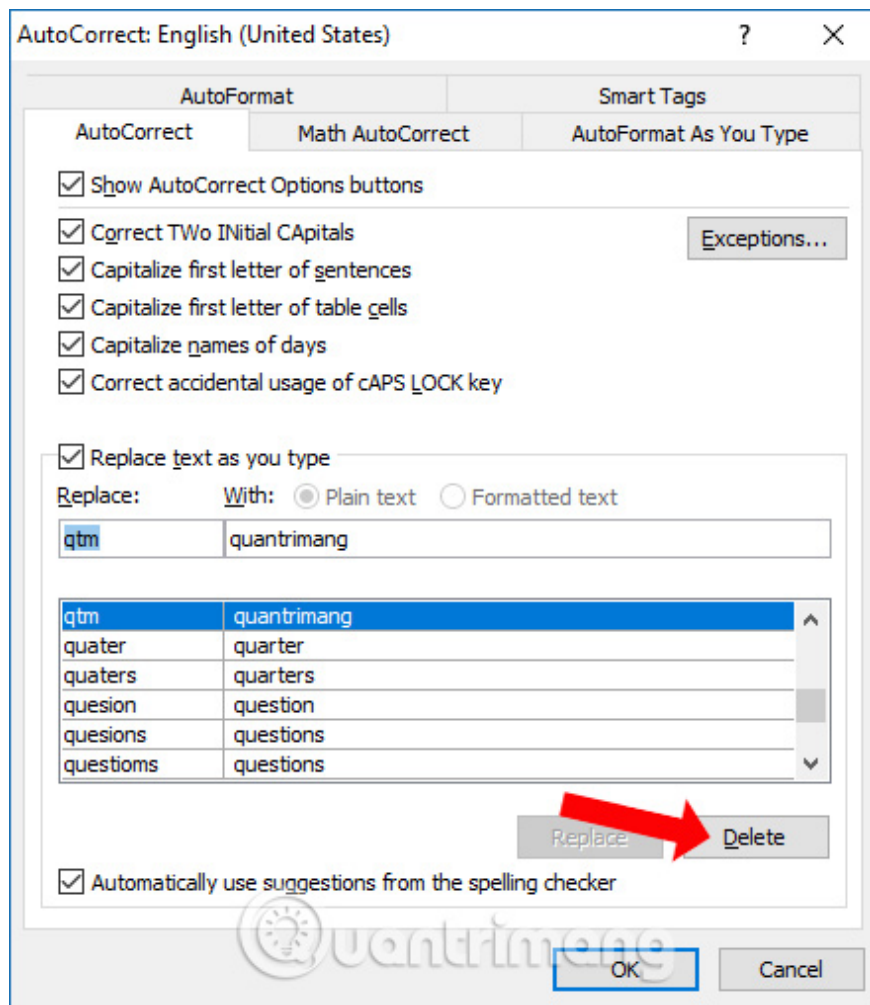 AutoCorrect: English (United States)
AutoFormat Smart Tags
AutoCorrect Math AutoCorrect AutoFormat As You Type
Show AutoCorrect Options buttons
Correct TWo INitial CApitals Exceptions...
Capitalize first letter of sentences
Capitalize first letter of table cells
Capitalize names of days
Correct accidental usage of cAPS LOCK key
Replace text as you type
Replace: With: Plain text Formatted text
qtm quantrimang
qtm quantrimang
quater quarter
quaters quarters
quesion question
quesions questions
questioms questions
Replace Delete
Automatically use suggestions from the spelling checker
Quantrimang
OK Cancel